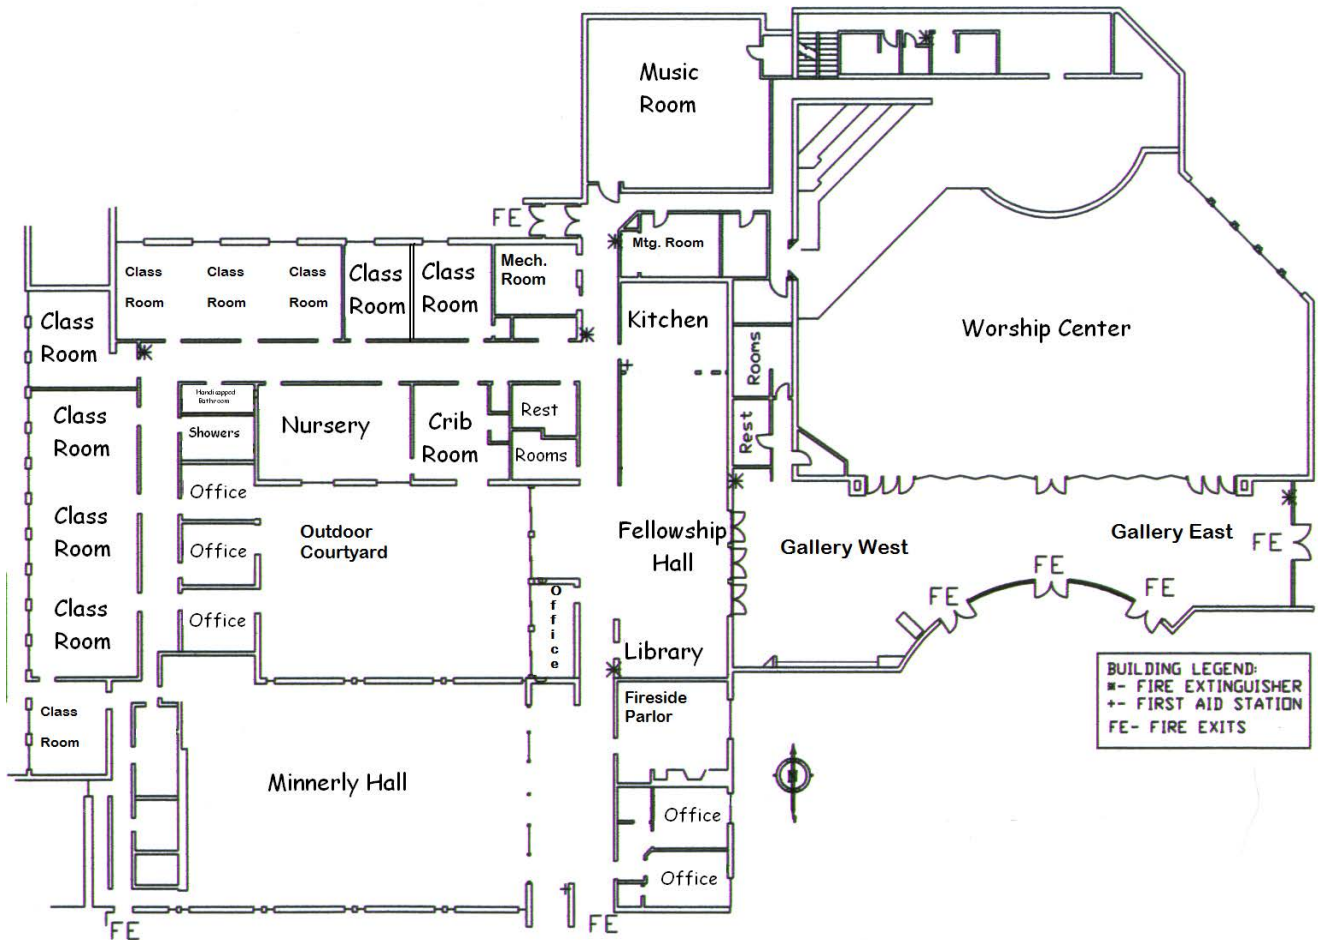 Music
Room
FE
Mtg. Room
Class
Room
Class
Room
Class
Room
Class
Room
Class
Room
Mech.
Room
Class
Room
Kitchen
Worship Center
Rest Rooms
Handicapped
Bathroom
Showers
Nursery
Crib
Room
Rest
Rooms
Class
Room
Office
Class
Room
Office
Outdoor
Courtyard
Fellowship
Hall
Gallery West
Gallery East
FE
FE
FE
FE
Office
Class
Room
Office
Library
Fireside
Parlor
BUILDING LEGEND:
*- FIRE EXTINGUISHER
+- FIRST AID STATION
FE- FIRE EXITS
Class
Room
Minnerly Hall
N
Office
Office
FE
FE